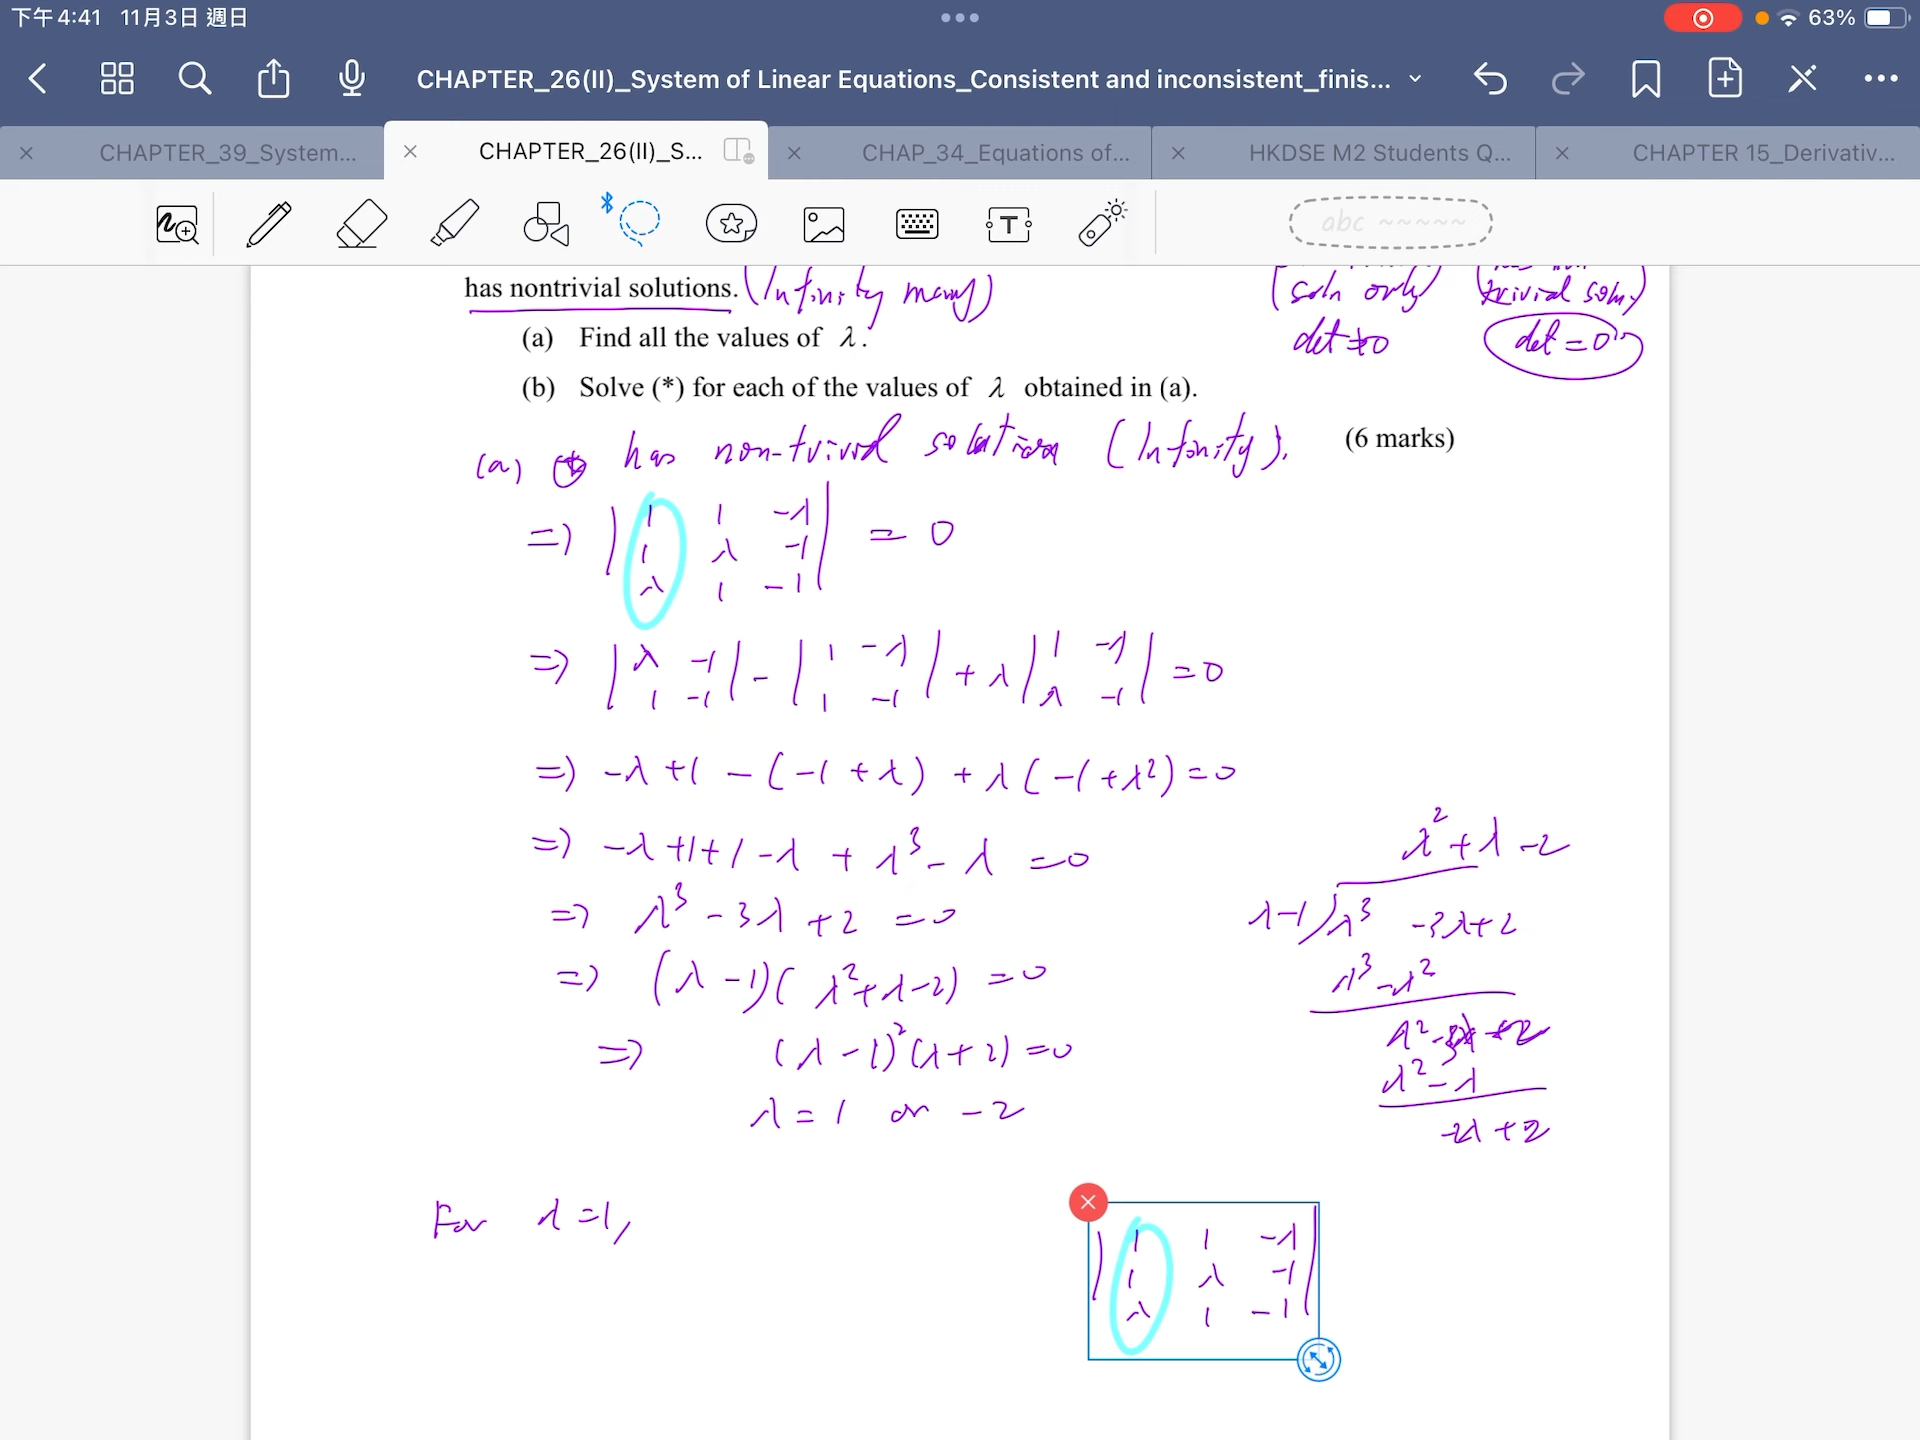 下午4:41 11月3日 週日
63%
CHAPTER_26(II)_System of Linear Equations_Consistent and inconsistent_finis...
CHAPTER_39_System...
CHAPTER_26(II)_S...
CHAP_34_Equations of...
HKDSE M2 Students Q...
CHAPTER 15_Derivativ...
abc
has nontrivial solutions. (Infinity many)
(soln only)
trivial soln)
det ≠ 0
det = 0
(a) Find all the values of λ.
(b) Solve (*) for each of the values of λ obtained in (a).
(6 marks)
(a) (*) has non-trivial solution (Infinity).
=> | 1 1 -λ |
| 1 λ -1 | = 0
| λ 1 -1 |
=> | λ -1 | - | 1 -λ | + λ | 1 -λ | = 0
| 1 -1 | | 1 -1 | | λ -1 |
=> -λ+1 - (-1+λ) + λ(-1+λ²) = 0
=> -λ+1+1-λ + λ³ - λ = 0
=> λ³ - 3λ + 2 = 0
=> (λ-1)(λ²+λ-2) = 0
=> (λ-1)²(λ+2) = 0
λ = 1 or -2
λ²+λ-2
λ-1) λ³ -3λ+2
λ³-λ²
λ²-3λ+2
λ²-λ
-2λ+2
For λ=1,
| 1 1 -λ |
| 1 λ -1 |
| λ 1 -1 |